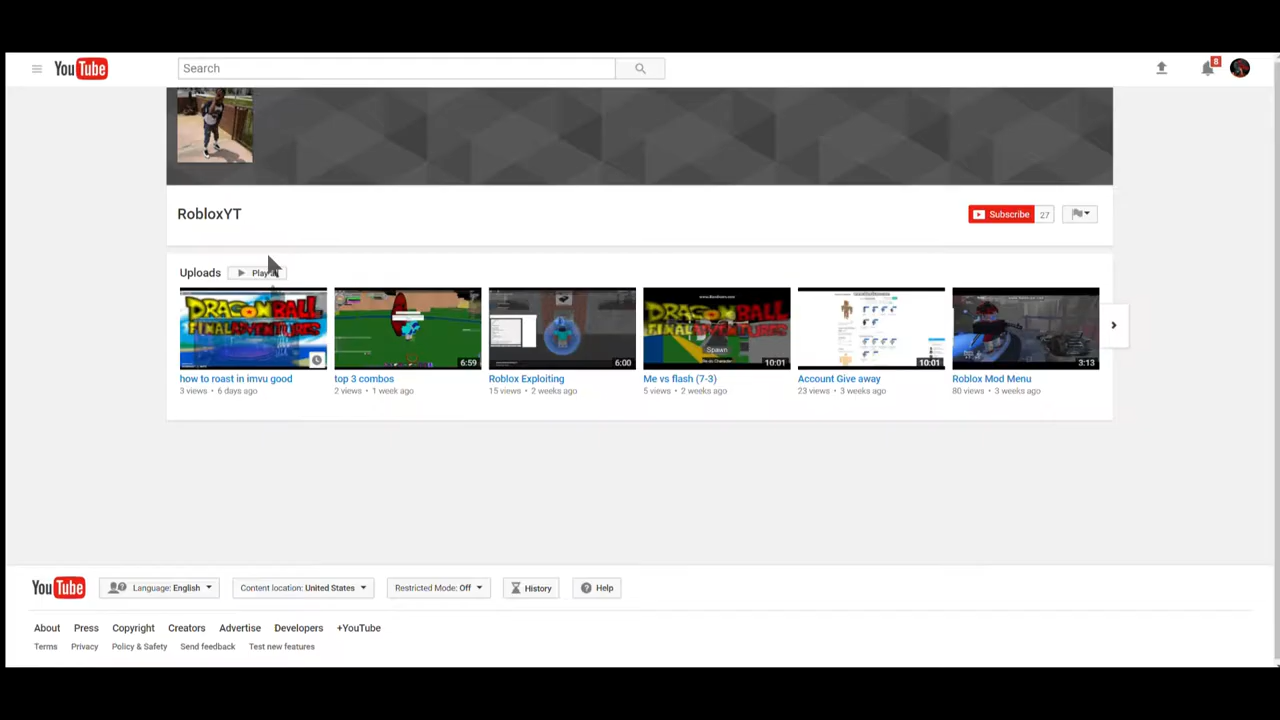 YouTube
Search
8
RobloxYT
Subscribe 27
Uploads Play all
DRAGON BALL
FINAL ADVENTURES
DRAGON BALL
FINAL ADVENTURES
Spawn
6:59
6:00
10:01
10:01
3:13
how to roast in imvu good
3 views • 6 days ago
top 3 combos
2 views • 1 week ago
Roblox Exploiting
15 views • 2 weeks ago
Me vs flash (7-3)
5 views • 2 weeks ago
Account Give away
23 views • 3 weeks ago
Roblox Mod Menu
80 views • 3 weeks ago
YouTube Language: English Content location: United States Restricted Mode: Off History Help
About Press Copyright Creators Advertise Developers +YouTube
Terms Privacy Policy & Safety Send feedback Test new features